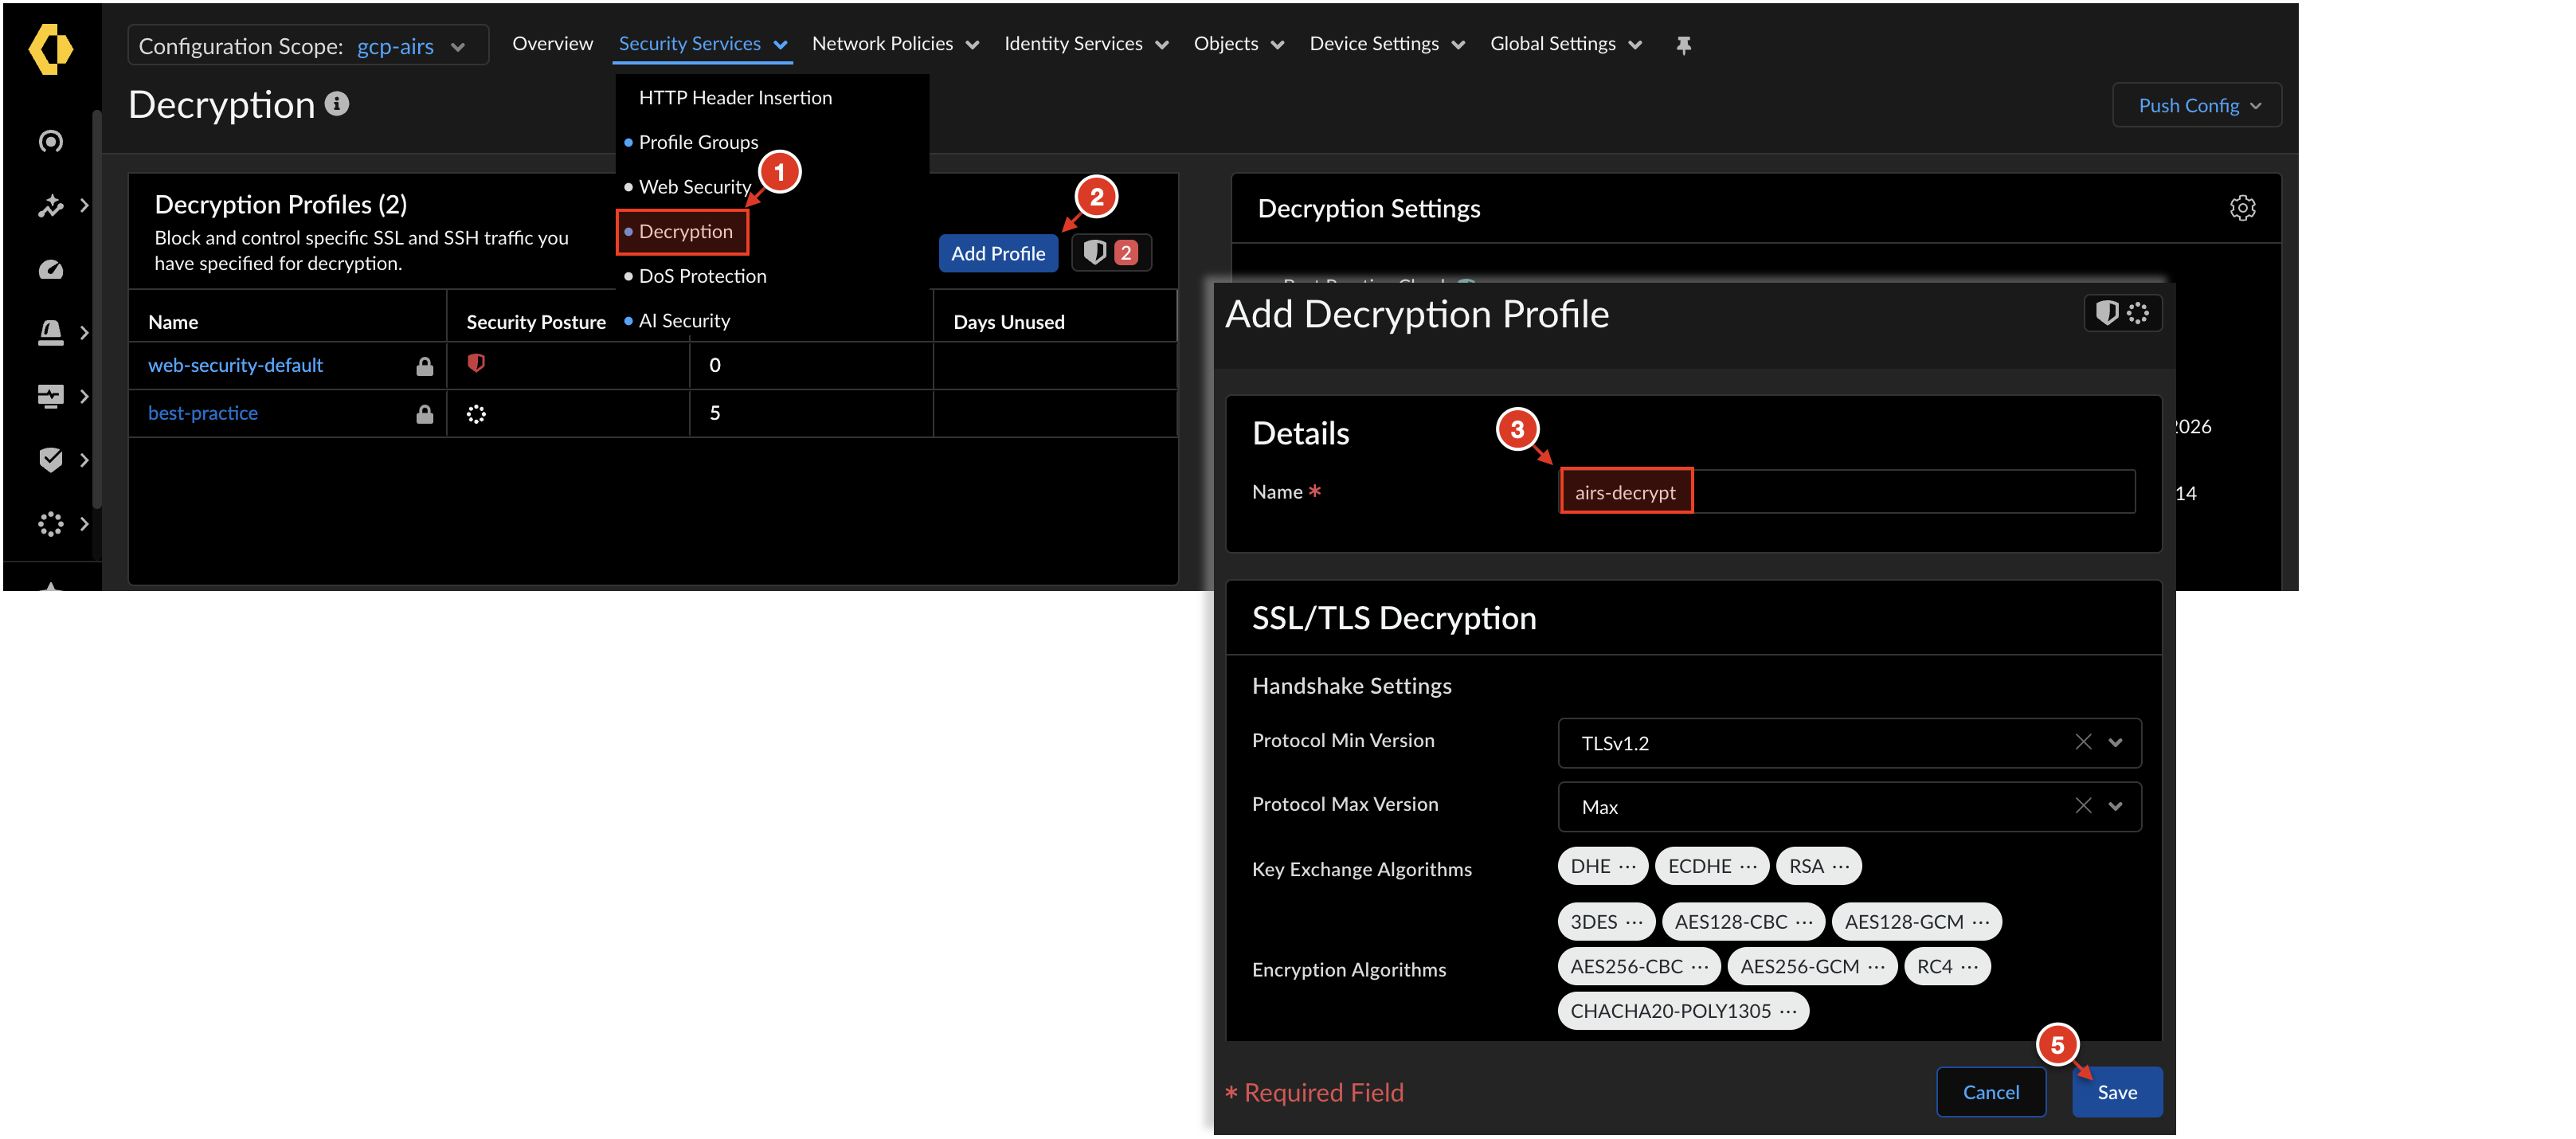 Configuration Scope: gcp-airs
Overview
Security Services
Network Policies
Identity Services
Objects
Device Settings
Global Settings
Decryption
Push Config
HTTP Header Insertion
Profile Groups
Web Security
Decryption
DoS Protection
AI Security
1
2
Decryption Profiles (2)
Block and control specific SSL and SSH traffic you
have specified for decryption.
Add Profile
2
Name
Security Posture
Days Unused
web-security-default
0
best-practice
5
Decryption Settings
2026
14
Add Decryption Profile
Details
3
Name *
airs-decrypt
SSL/TLS Decryption
Handshake Settings
Protocol Min Version
TLSv1.2
Protocol Max Version
Max
Key Exchange Algorithms
DHE ··· ECDHE ··· RSA ···
Encryption Algorithms
3DES ··· AES128-CBC ··· AES128-GCM ···
AES256-CBC ··· AES256-GCM ··· RC4 ···
CHACHA20-POLY1305 ···
5
* Required Field
Cancel
Save